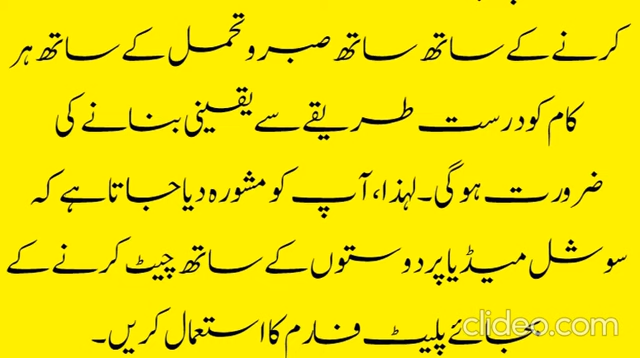 کرنے کے ساتھ ساتھ صبر و تحمل کے ساتھ ہر
کام کو درست طریقے سے یقینی بنانے کی
ضرورت ہوگی۔ لہذا، آپ کو مشورہ دیا جاتا ہے کہ
سوشل میڈیا پر دوستوں کے ساتھ چیٹ کرنے کے
بجائے پلیٹ فارم کا استعمال کریں۔
clideo.com